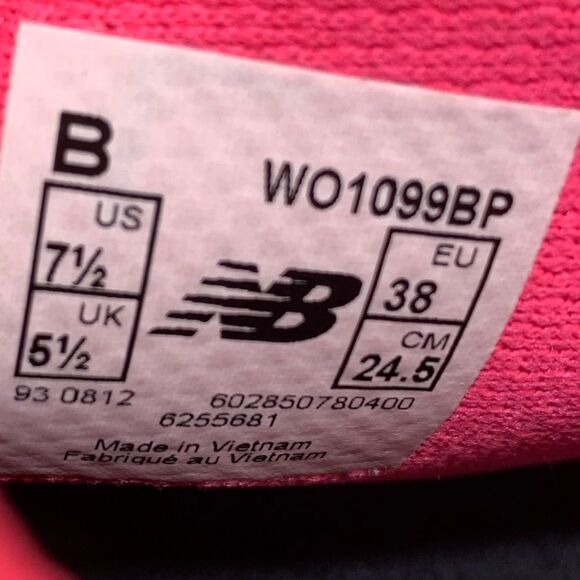 B
WO1099BP
US
7½
UK
5½
NB
EU
38
CM
24.5
93 0812
602850780400
6255681
Made in Vietnam
Fabriqué au Vietnam